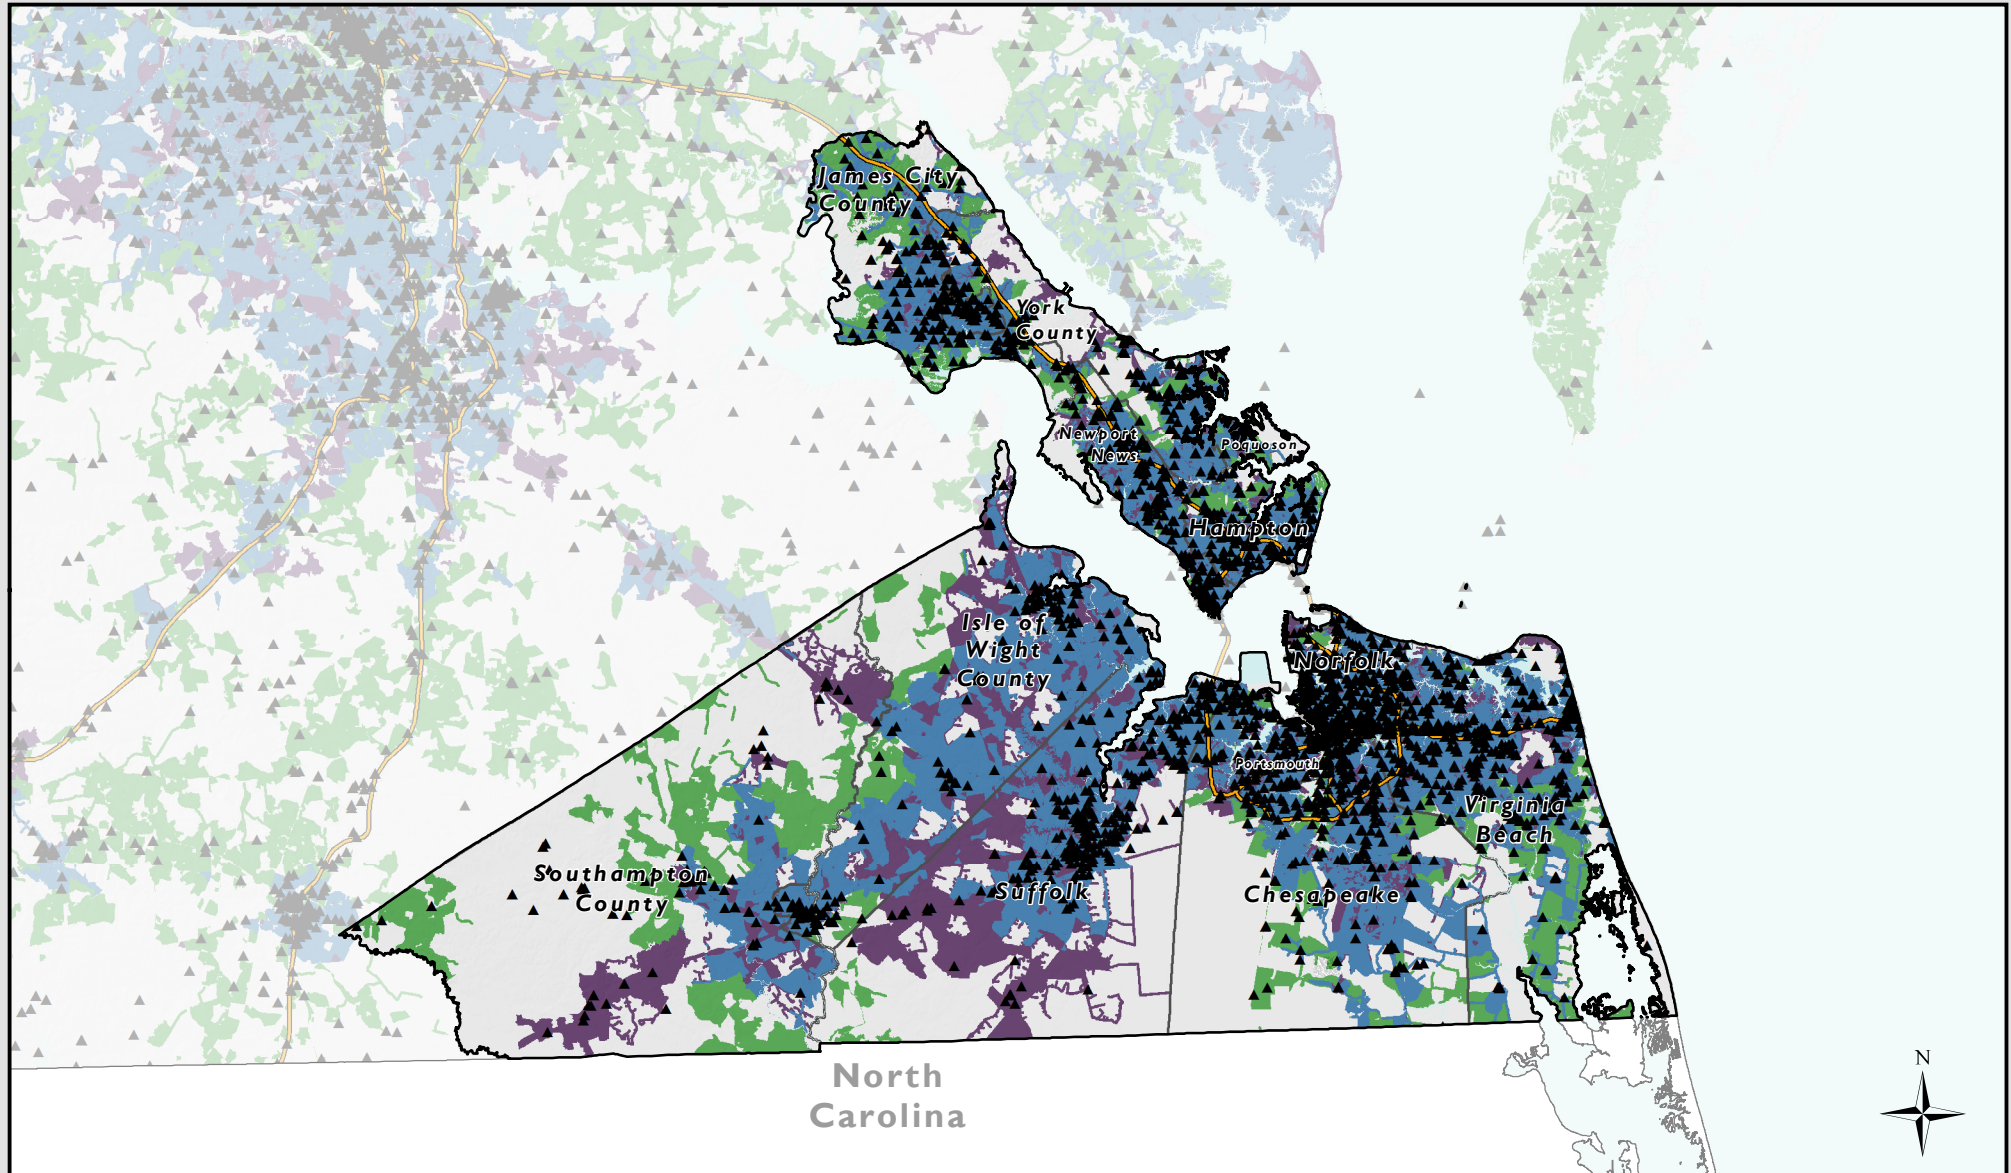 James City
County
York
County
Newport
News
Poquoson
Hampton
Isle of
Wight
County
Norfolk
Portsmouth
Virginia
Beach
Southampton
County
Suffolk
Chesapeake
North
Carolina
N